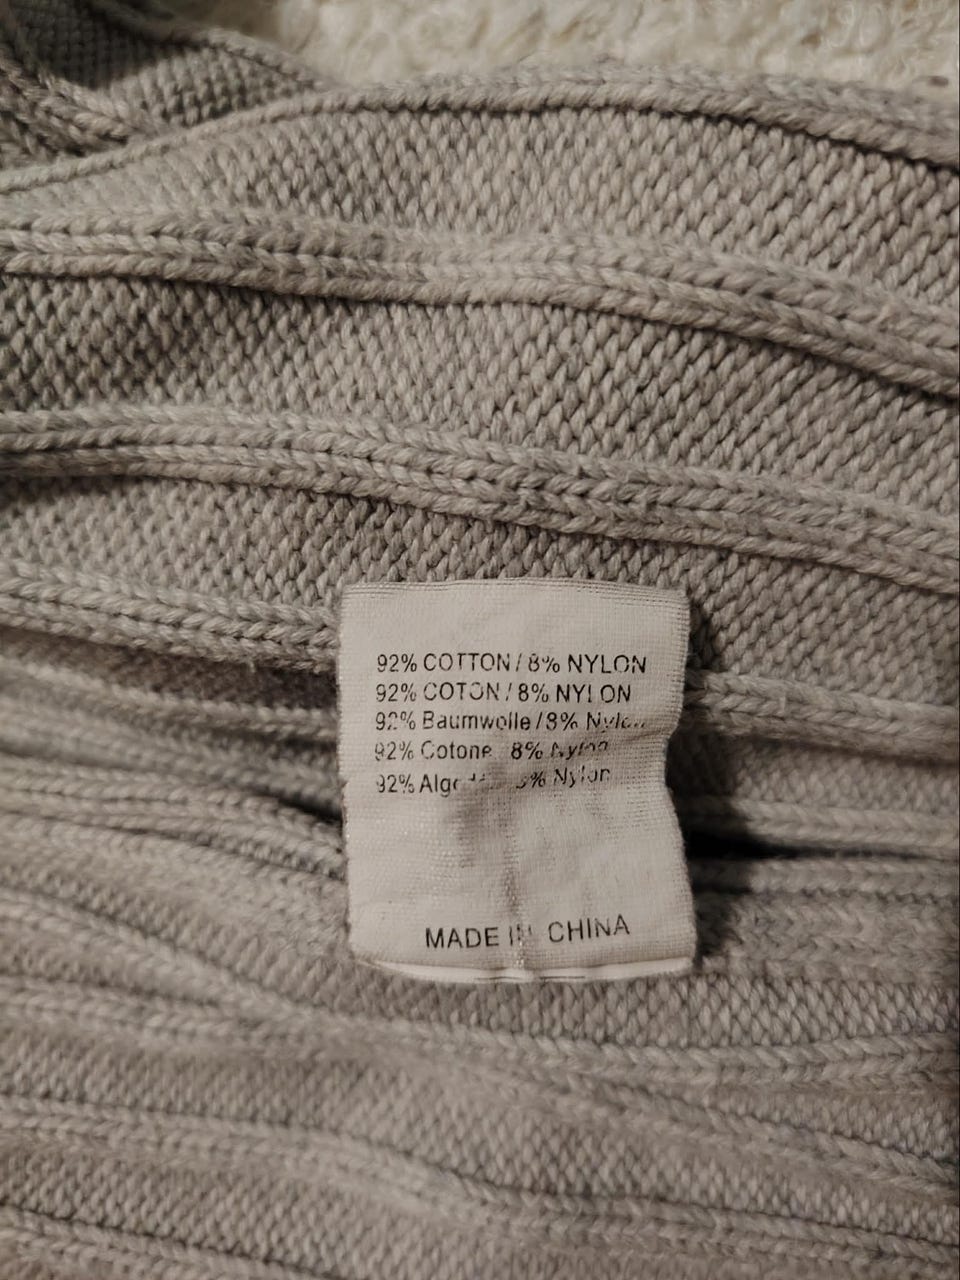 92% COTTON / 8% NYLON
92% COTON / 8% NYLON
92% Baumwolle / 8%
92% Cotone 8% Nylon
92% Nylon
MADE IN CHINA